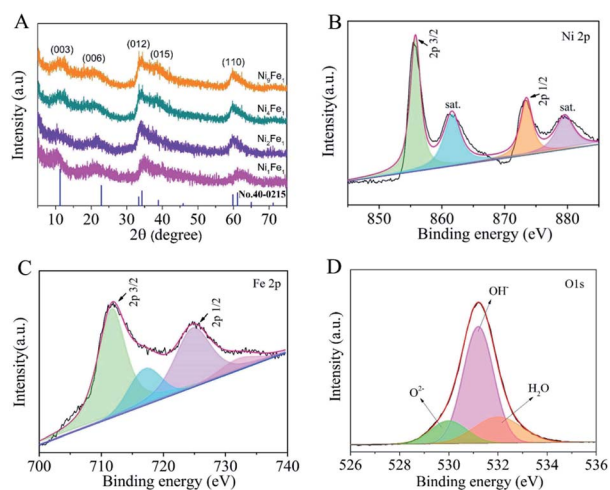 A
Intensity(a.u)
(003)
(006)
(012)
(015)
(110)
Ni₉Fe₁
Ni₄Fe₁
Ni₂Fe₁
Ni₁Fe₁
No.40-0215
10 20 30 40 50 60 70
2θ (degree)
B
Ni 2p
Intensity(a.u.)
2p 3/2
sat.
2p 1/2
sat.
850 860 870 880
Binding energy (eV)
C
Fe 2p
Intensity(a.u.)
2p 3/2
2p 1/2
700 710 720 730 740
Binding energy (eV)
D
O1s
Intensity(a.u.)
OH⁻
O²⁻
H₂O
526 528 530 532 534 536
Binding energy (eV)